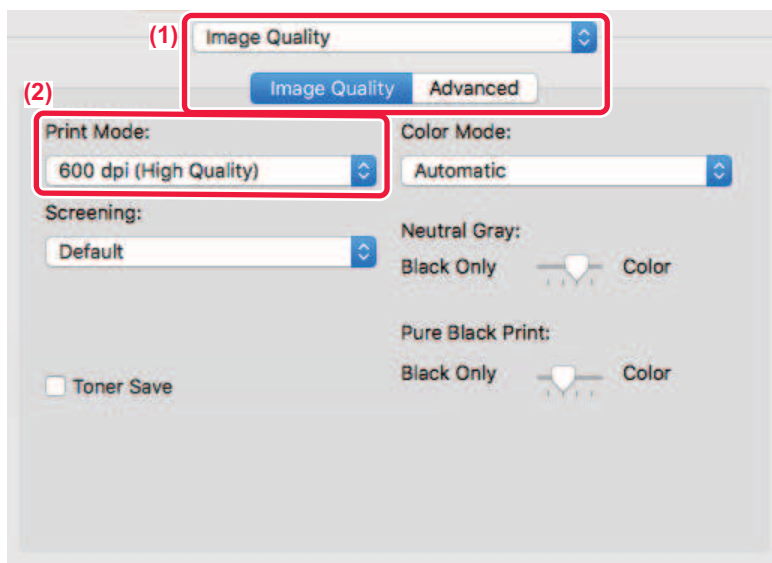 (1)
Image Quality
Image Quality Advanced
(2)
Print Mode:
600 dpi (High Quality)
Color Mode:
Automatic
Screening:
Default
Neutral Gray:
Black Only Color
Pure Black Print:
Black Only Color
Toner Save